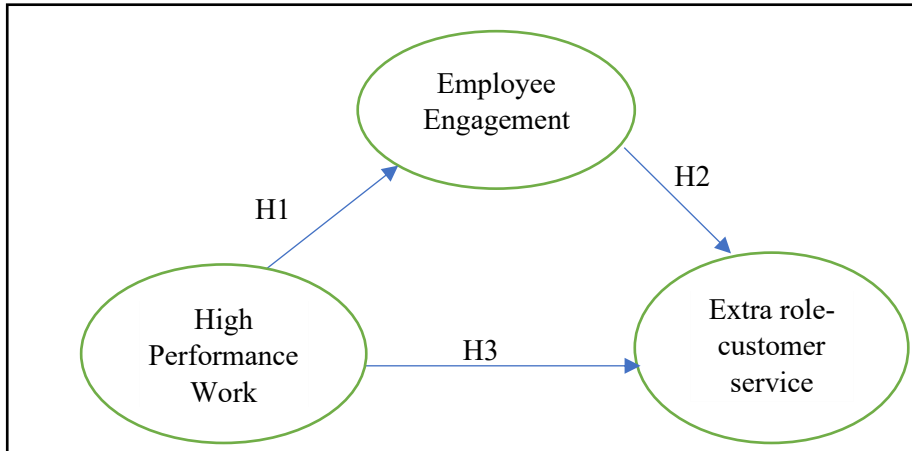 Employee
Engagement
H1
H2
High
Performance
Work
H3
Extra role-
customer
service